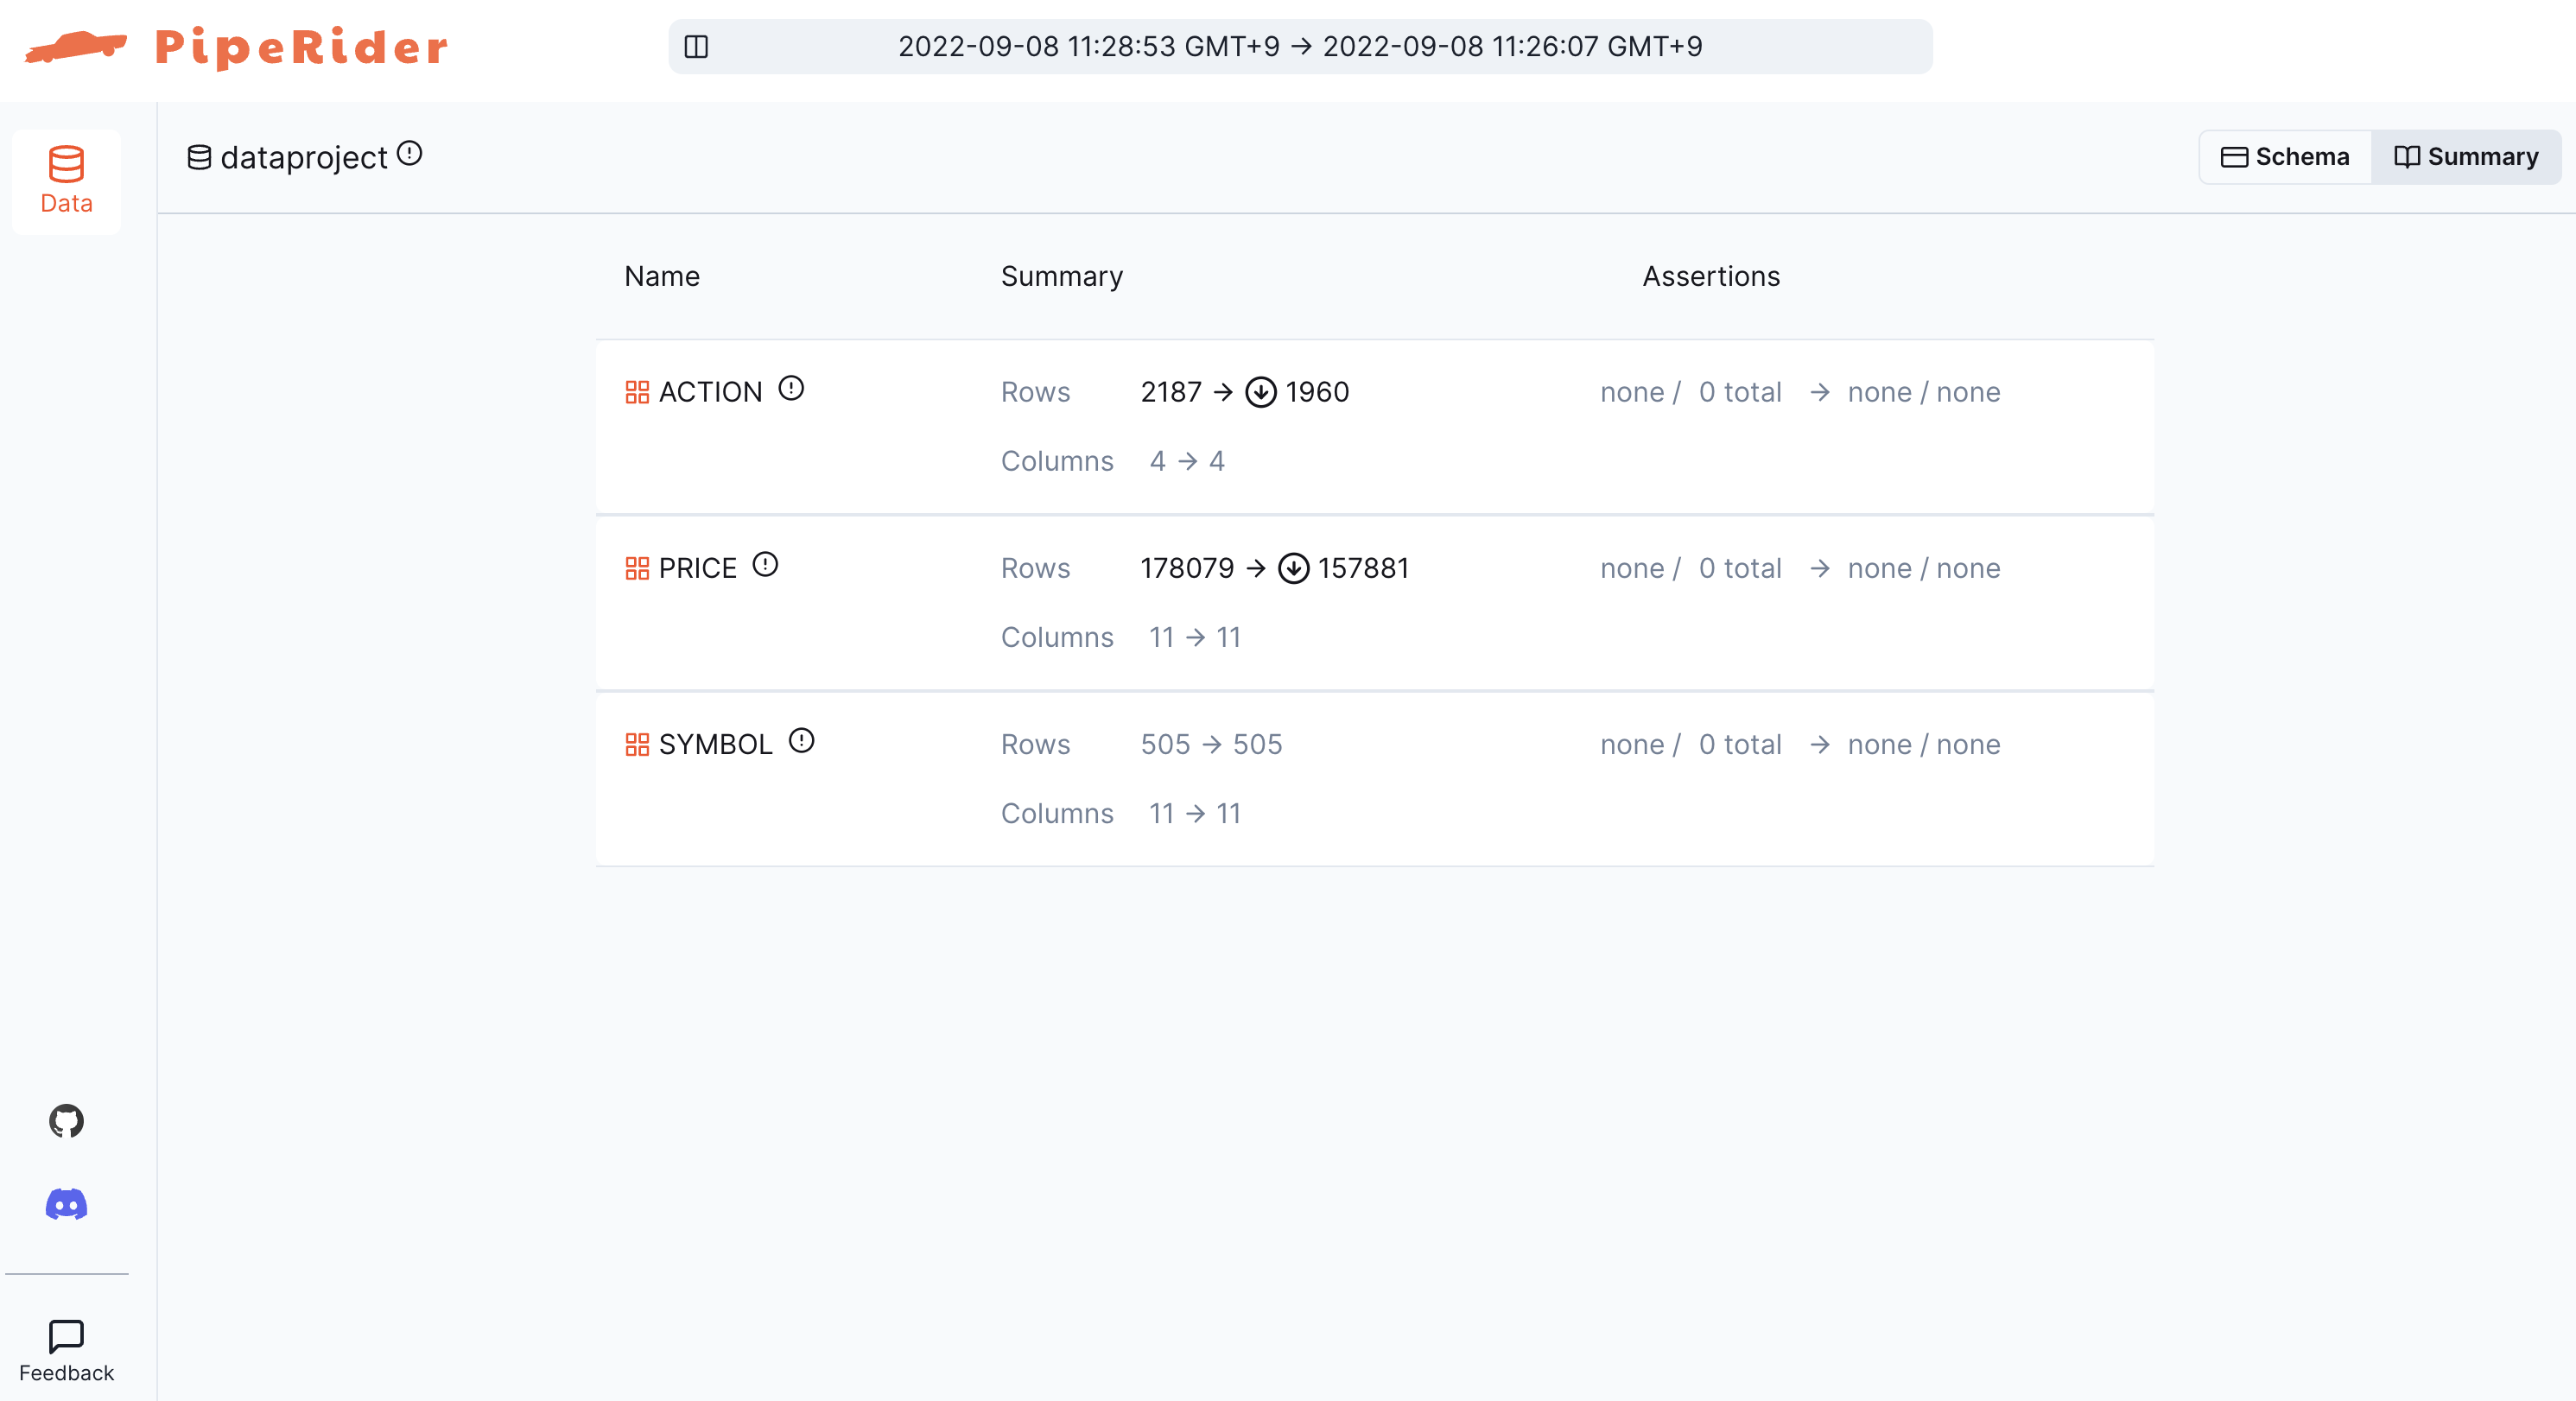 PipeRider
2022-09-08 11:28:53 GMT+9 → 2022-09-08 11:26:07 GMT+9
Data
dataproject
Schema
Summary
Name Summary Assertions
ACTION Rows 2187 → 1960 none / 0 total → none / none
Columns 4 → 4
PRICE Rows 178079 → 157881 none / 0 total → none / none
Columns 11 → 11
SYMBOL Rows 505 → 505 none / 0 total → none / none
Columns 11 → 11
Feedback